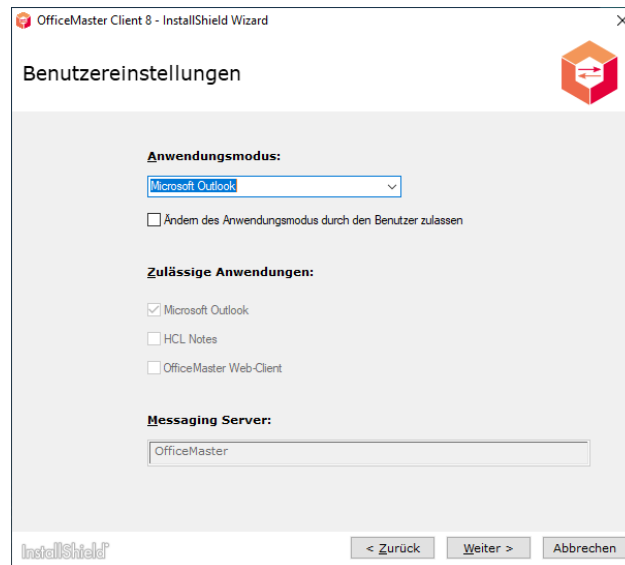 OfficeMaster Client 8 - InstallShield Wizard
Benutzereinstellungen
Anwendungsmodus:
Microsoft Outlook
Ändern des Anwendungsmodus durch den Benutzer zulassen
Zulässige Anwendungen:
Microsoft Outlook
HCL Notes
OfficeMaster Web-Client
Messaging Server:
OfficeMaster
InstallShield
< Zurück
Weiter >
Abbrechen